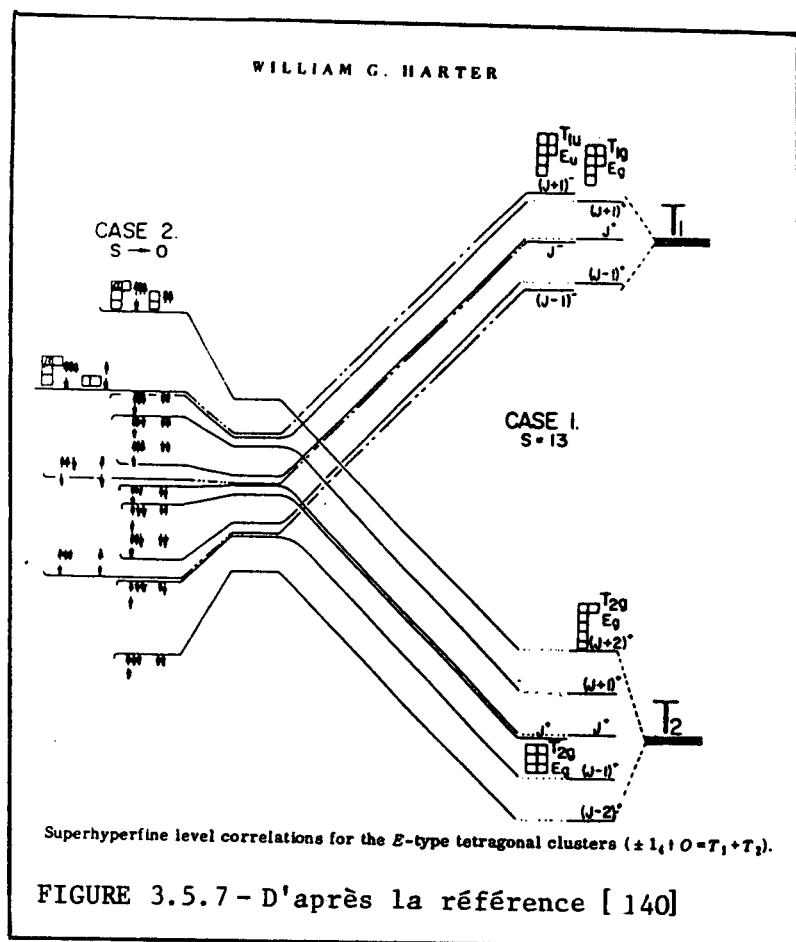 WILLIAM G. HARTER
CASE 2.
S → 0
T1u
Eu
T1g
Eg
(J+1)⁻
(J+1)⁺
T1
J⁻
J⁺
(J-1)⁺
(J-1)⁻
CASE 1.
S = 13
T2g
Eg
(J+2)⁺
(J+1)⁺
J⁺
J⁺
T2
T2g
Eg
(J-1)⁺
(J-2)⁺
Superhyperfine level correlations for the E-type tetragonal clusters (± 1₄ ↑ O = T₁ + T₂).
FIGURE 3.5.7 - D'après la référence [ 140]